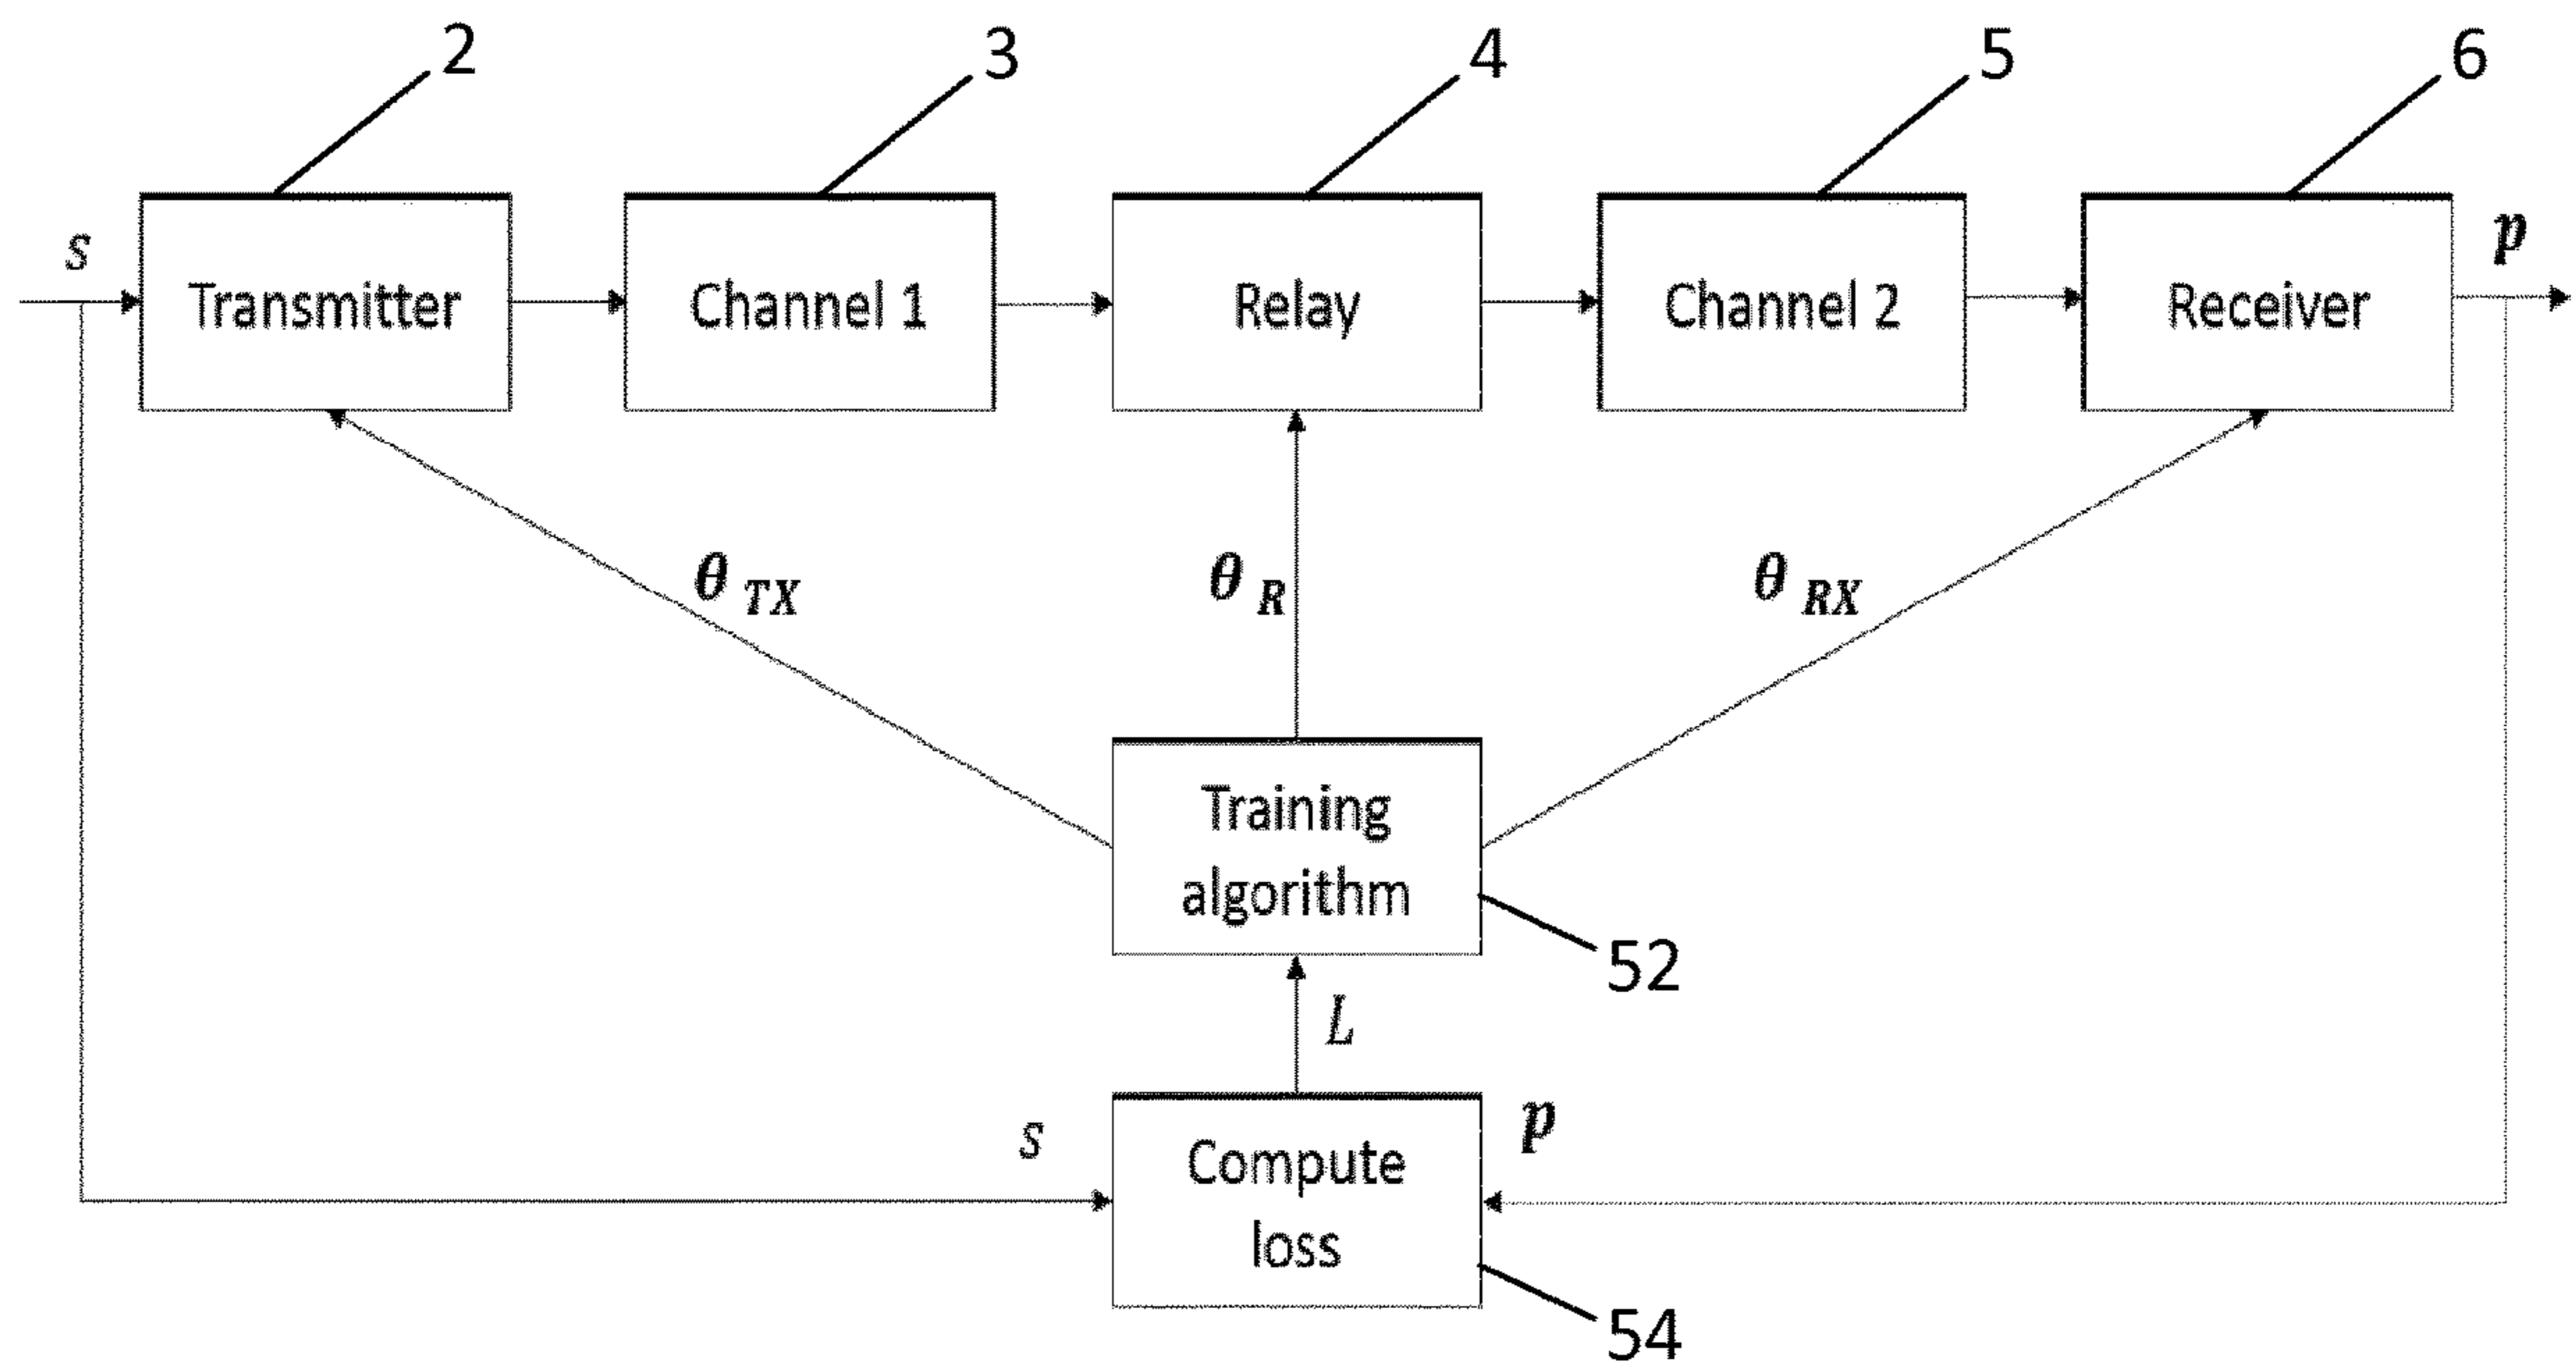 2
3
4
5
6
s
Transmitter
Channel 1
Relay
Channel 2
Receiver
p
θ TX
θ R
θ RX
Training
algorithm
52
L
s
Compute
loss
p
54